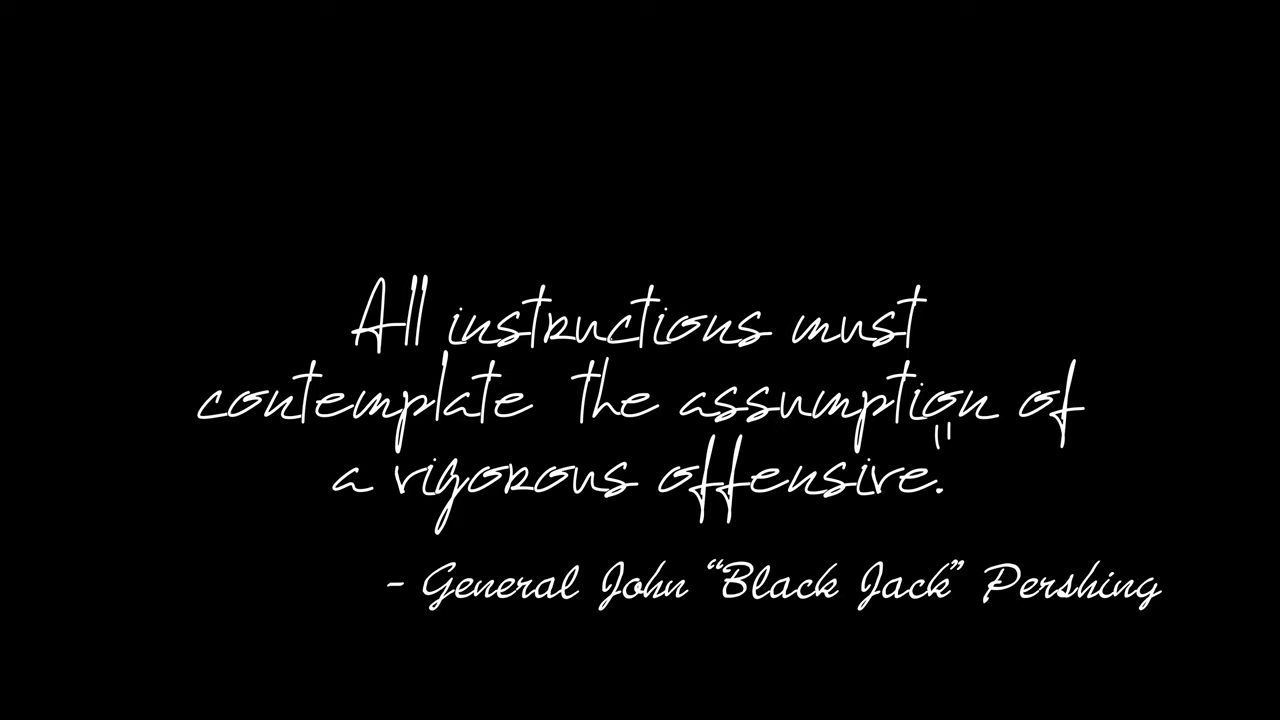 All instructions must
contemplate the assumption of
a vigorous offensive."
- General John “Black Jack” Pershing